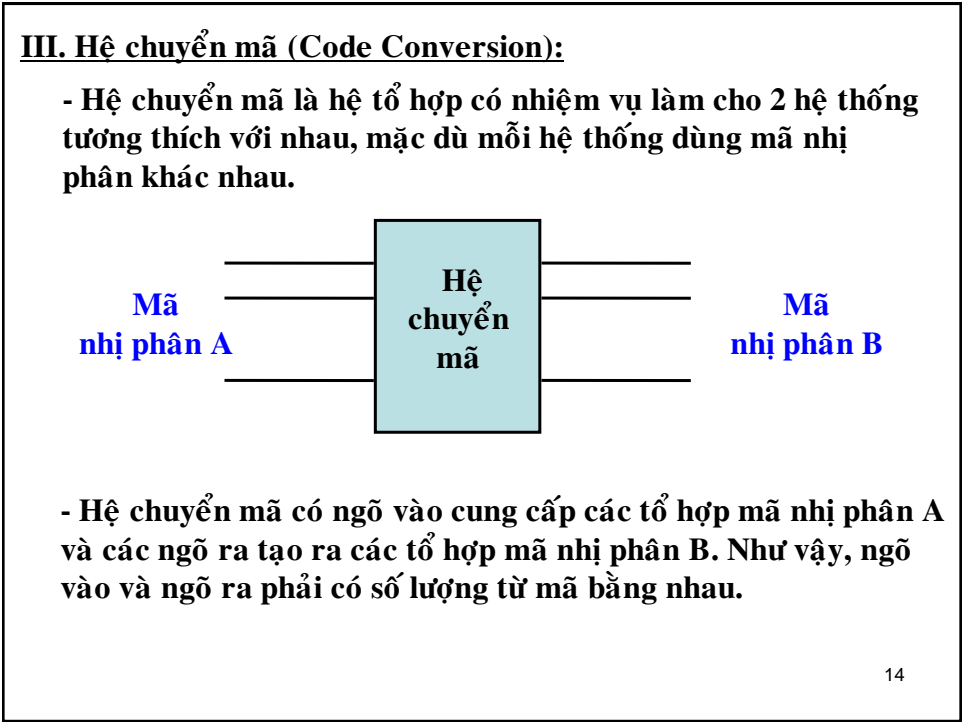 III. Hệ chuyển mã (Code Conversion):
- Hệ chuyển mã là hệ tổ hợp có nhiệm vụ làm cho 2 hệ thống
tương thích với nhau, mặc dù mỗi hệ thống dùng mã nhị
phân khác nhau.
Mã
nhị phân A
Hệ
chuyển
mã
Mã
nhị phân B
- Hệ chuyển mã có ngõ vào cung cấp các tổ hợp mã nhị phân A
và các ngõ ra tạo ra các tổ hợp mã nhị phân B. Như vậy, ngõ
vào và ngõ ra phải có số lượng từ mã bằng nhau.
14